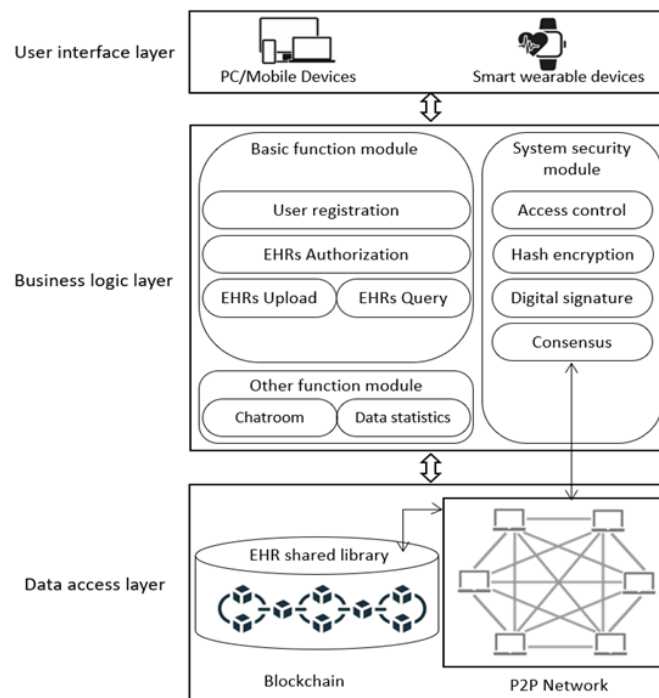 User interface layer
PC/Mobile Devices
Smart wearable devices
Business logic layer
Basic function module
User registration
EHRs Authorization
EHRs Upload
EHRs Query
Other function module
Chatroom
Data statistics
System security
module
Access control
Hash encryption
Digital signature
Consensus
Data access layer
EHR shared library
Blockchain
P2P Network